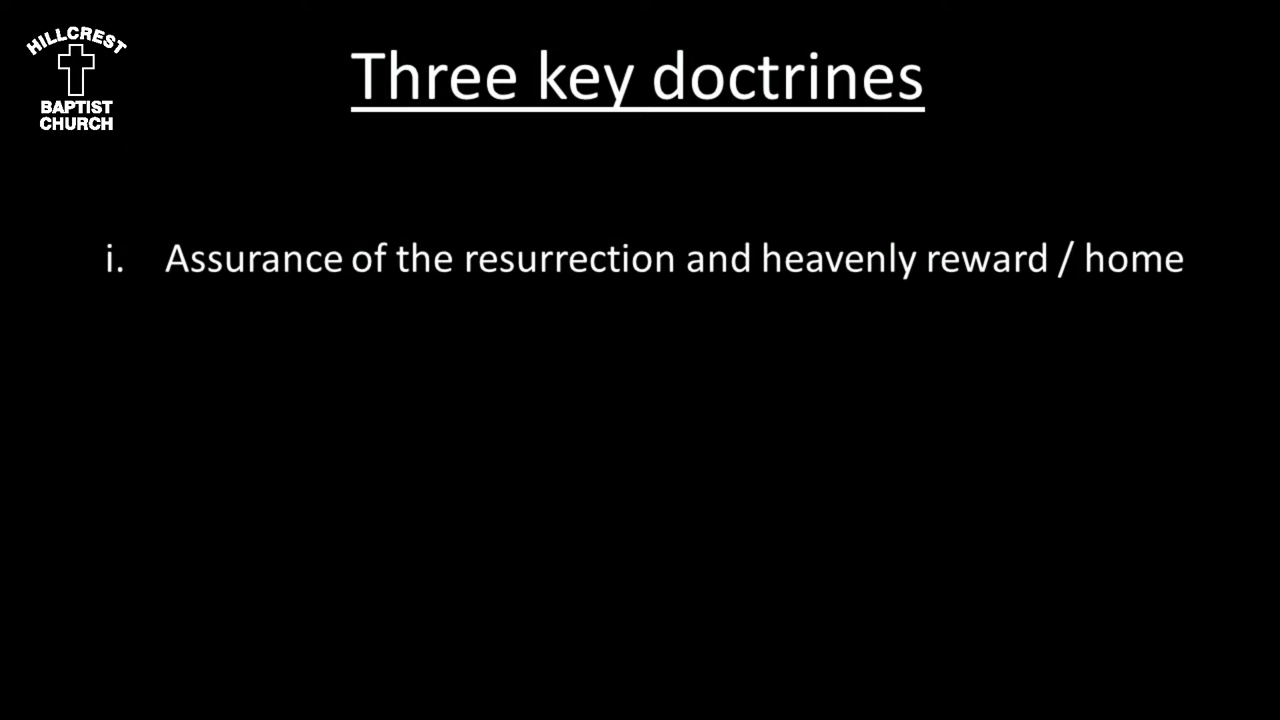 HILLCREST
BAPTIST
CHURCH
Three key doctrines
i. Assurance of the resurrection and heavenly reward / home